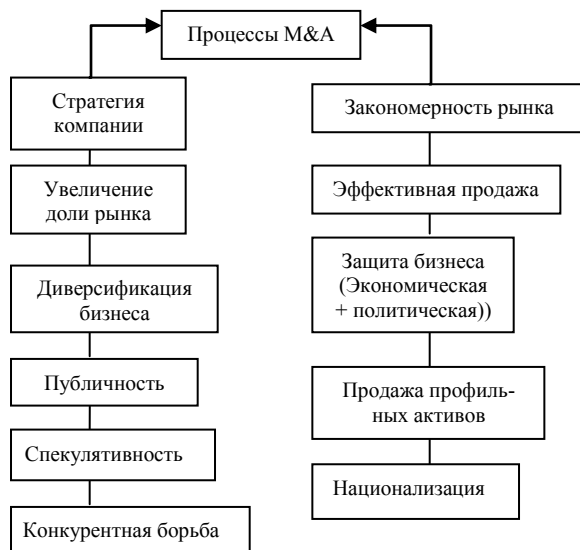 Процессы M&A
Стратегия
компании
Увеличение
доли рынка
Диверсификация
бизнеса
Публичность
Спекулятивность
Конкурентная борьба
Закономерность рынка
Эффективная продажа
Защита бизнеса
(Экономическая
+ политическая))
Продажа профиль-
ных активов
Национализация